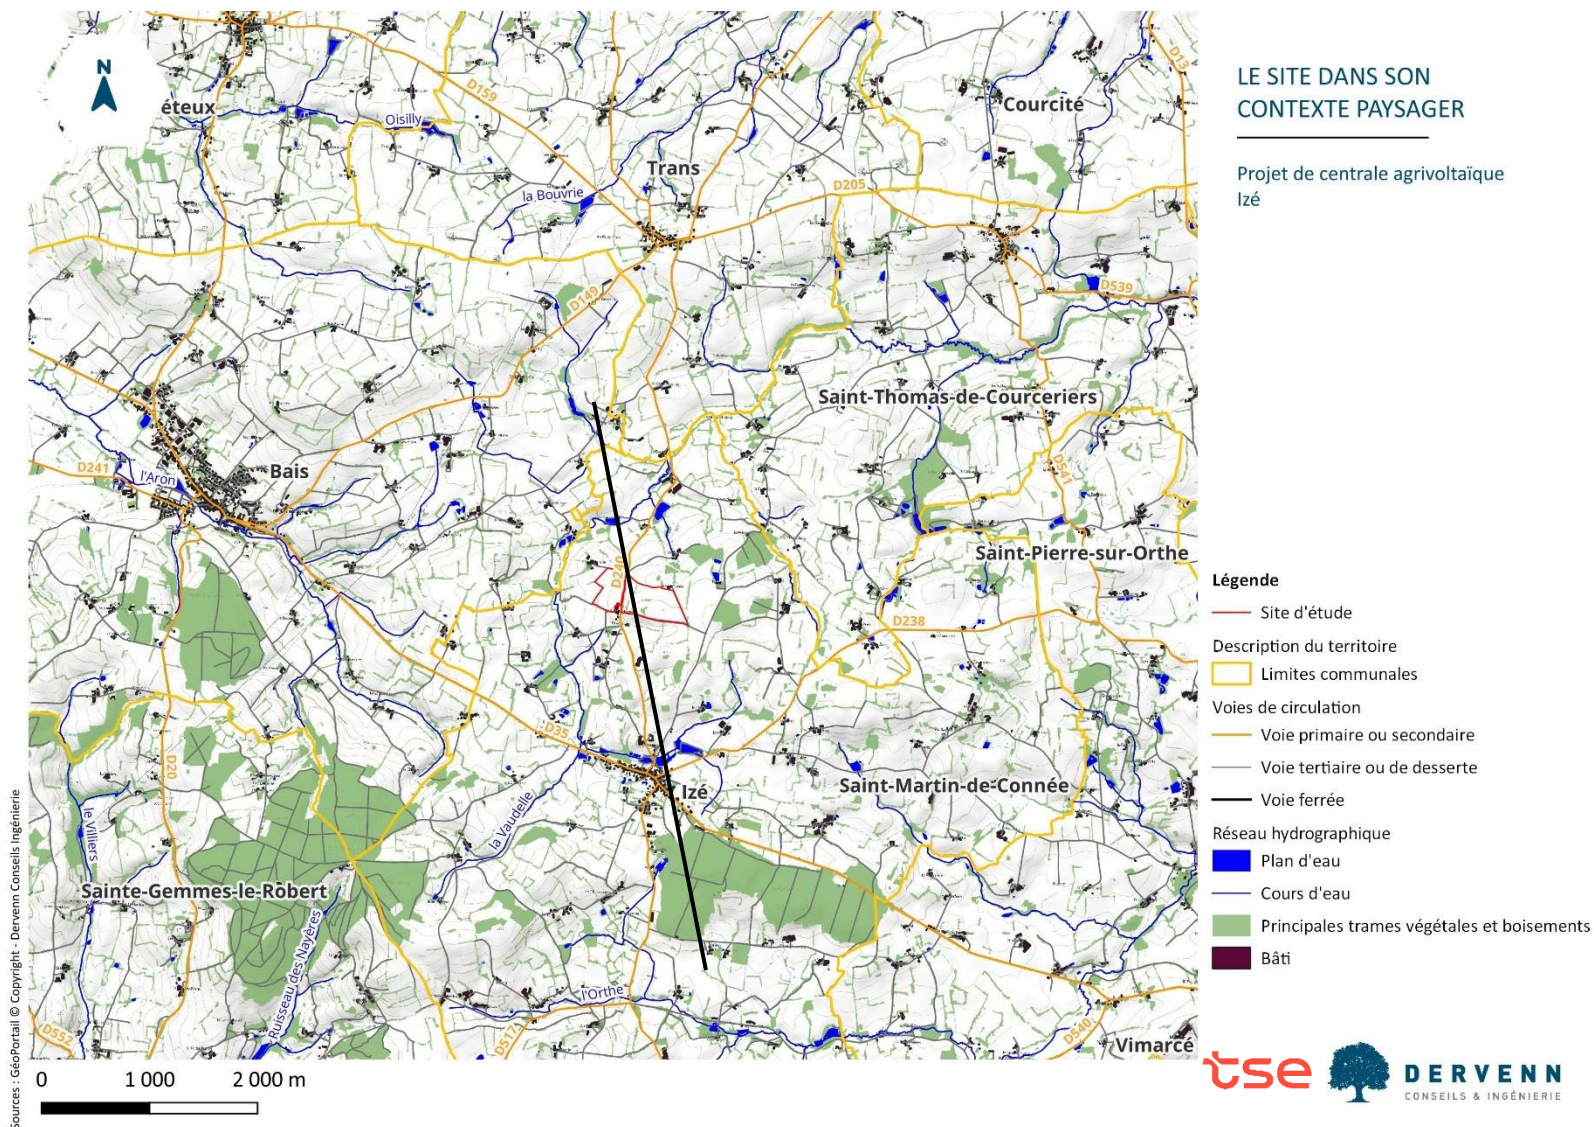 N
éteux
Oisilly
D159
Courcité
D13
Trans
la Bouvrie
D205
D149
D539
Saint-Thomas-de-Courceriers
D241
l'Aron
Bais
D541
D240
Saint-Pierre-sur-Orthe
D238
D35
D20
Izé
Saint-Martin-de-Connée
la Vaudelle
le Villiers
Sainte-Gemmes-le-Robert
Ruisseau des Nayères
l'Orthe
D552
D517A
D540
Vimarcé
LE SITE DANS SON
CONTEXTE PAYSAGER
Projet de centrale agrivoltaïque
Izé
Légende
Site d'étude
Description du territoire
Limites communales
Voies de circulation
Voie primaire ou secondaire
Voie tertiaire ou de desserte
Voie ferrée
Réseau hydrographique
Plan d'eau
Cours d'eau
Principales trames végétales et boisements
Bâti
tse
DERVENN
CONSEILS & INGÉNIERIE
0 1 000 2 000 m
Sources : GéoPortail © Copyright - Dervenn Conseils Ingénierie